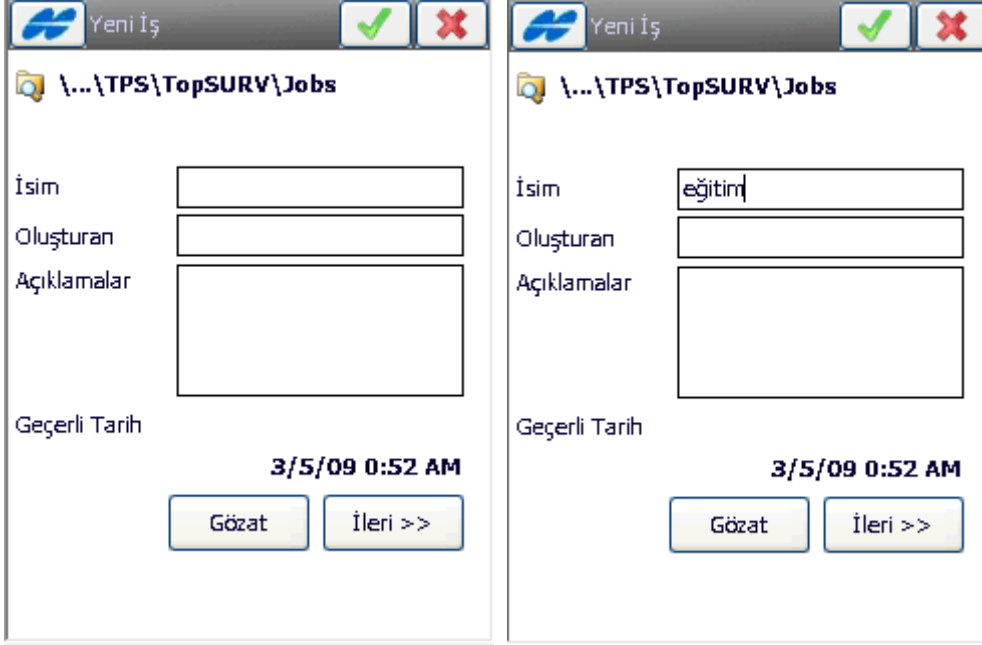 Yeni İş
\...\TPS\TopSURV\Jobs
İsim
Oluşturan
Açıklamalar
Geçerli Tarih
3/5/09 0:52 AM
Gözat İleri >>
Yeni İş
\...\TPS\TopSURV\Jobs
İsim eğitim
Oluşturan
Açıklamalar
Geçerli Tarih
3/5/09 0:52 AM
Gözat İleri >>